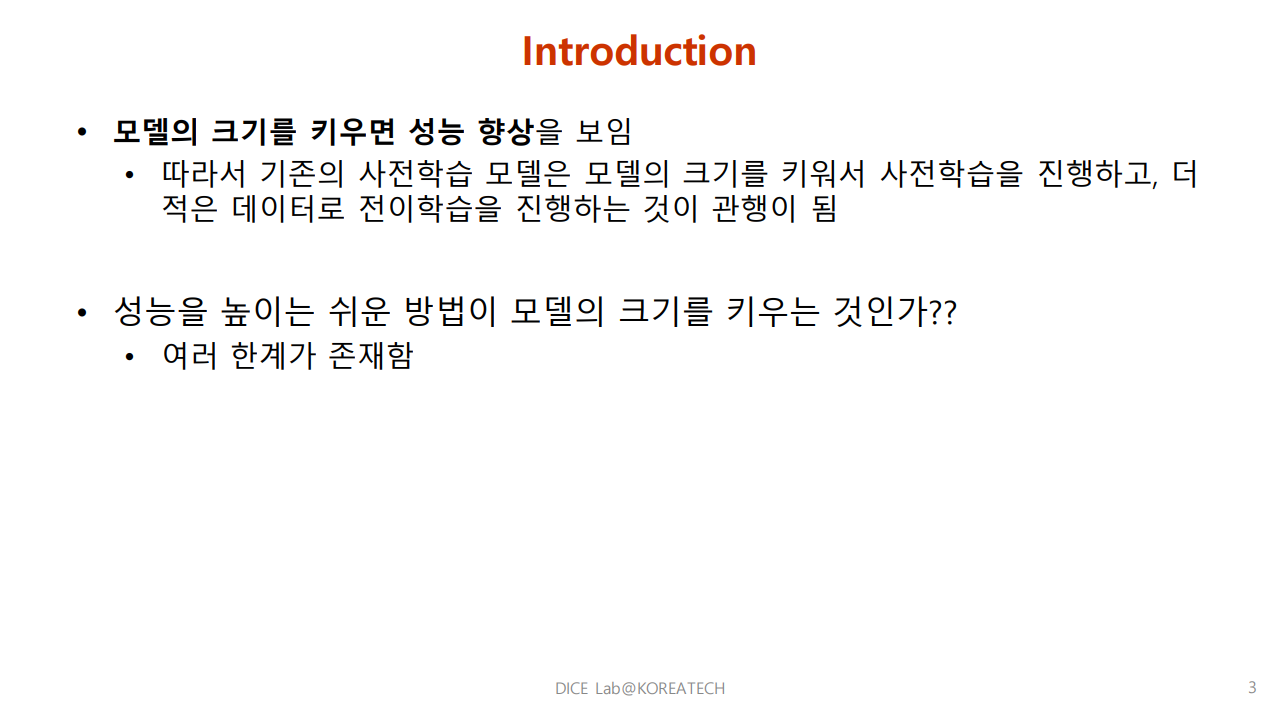 Introduction
• 모델의 크기를 키우면 성능 향상을 보임
• 따라서 기존의 사전학습 모델은 모델의 크기를 키워서 사전학습을 진행하고, 더
적은 데이터로 전이학습을 진행하는 것이 관행이 됨
• 성능을 높이는 쉬운 방법이 모델의 크기를 키우는 것인가??
• 여러 한계가 존재함
DICE Lab@KOREATECH
3